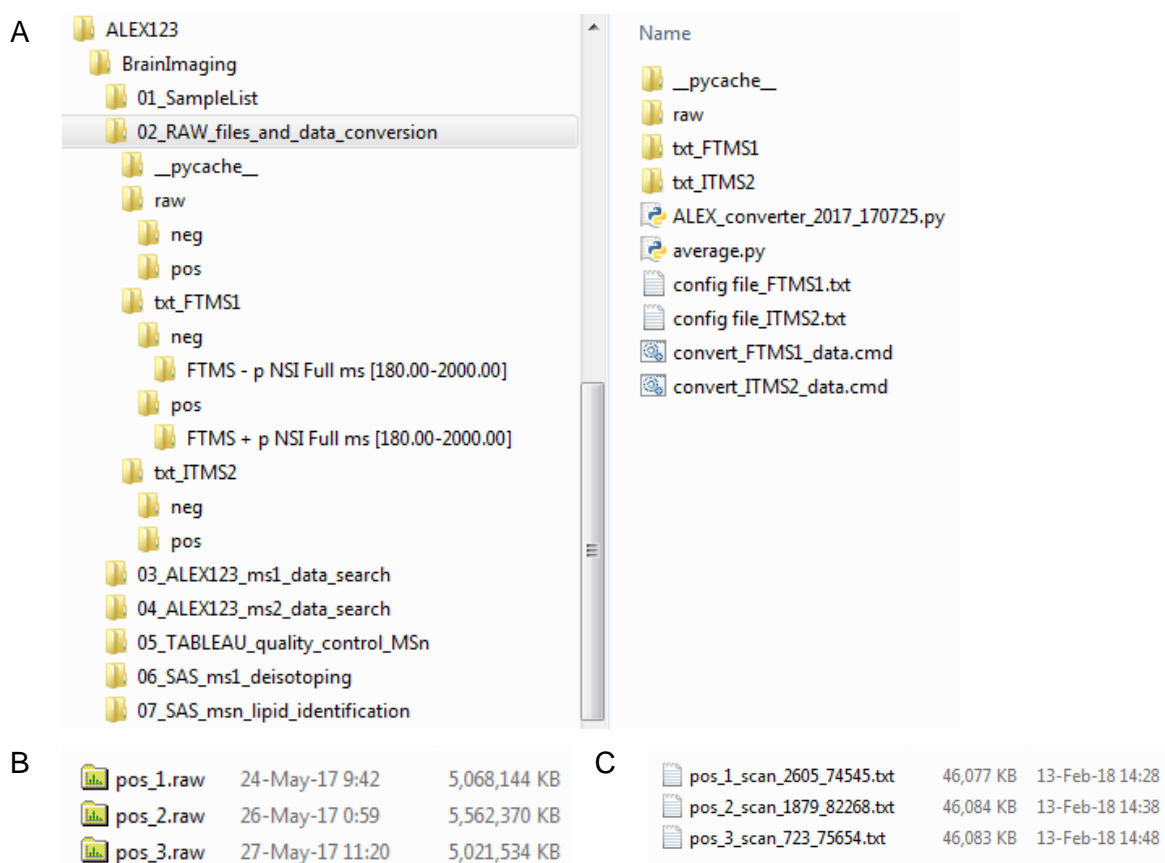 A
ALEX123
BrainImaging
01_SampleList
02_RAW_files_and_data_conversion
__pycache__
raw
neg
pos
txt_FTMS1
neg
FTMS - p NSI Full ms [180.00-2000.00]
pos
FTMS + p NSI Full ms [180.00-2000.00]
txt_ITMS2
neg
pos
03_ALEX123_ms1_data_search
04_ALEX123_ms2_data_search
05_TABLEAU_quality_control_MSn
06_SAS_ms1_deisotoping
07_SAS_msn_lipid_identification
Name
__pycache__
raw
txt_FTMS1
txt_ITMS2
ALEX_converter_2017_170725.py
average.py
config file_FTMS1.txt
config file_ITMS2.txt
convert_FTMS1_data.cmd
convert_ITMS2_data.cmd
B
pos_1.raw 24-May-17 9:42 5,068,144 KB
pos_2.raw 26-May-17 0:59 5,562,370 KB
pos_3.raw 27-May-17 11:20 5,021,534 KB
C
pos_1_scan_2605_74545.txt 46,077 KB 13-Feb-18 14:28
pos_2_scan_1879_82268.txt 46,084 KB 13-Feb-18 14:38
pos_3_scan_723_75654.txt 46,083 KB 13-Feb-18 14:48